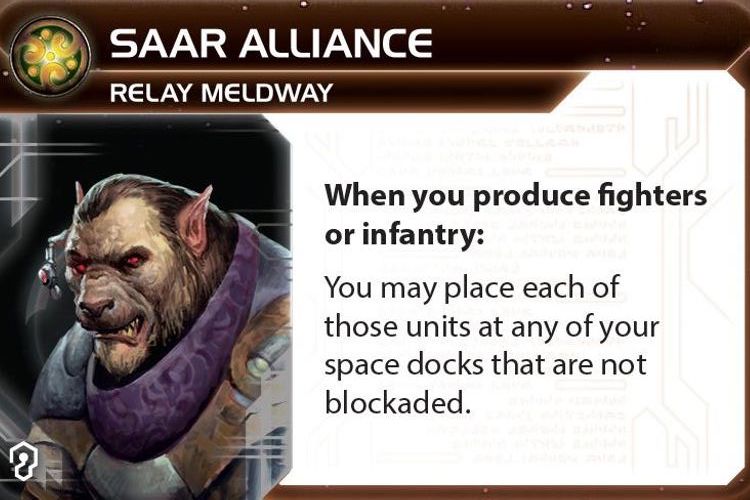 SAAR ALLIANCE
RELAY MELDWAY
When you produce fighters
or infantry:
You may place each of
those units at any of your
space docks that are not
blockaded.